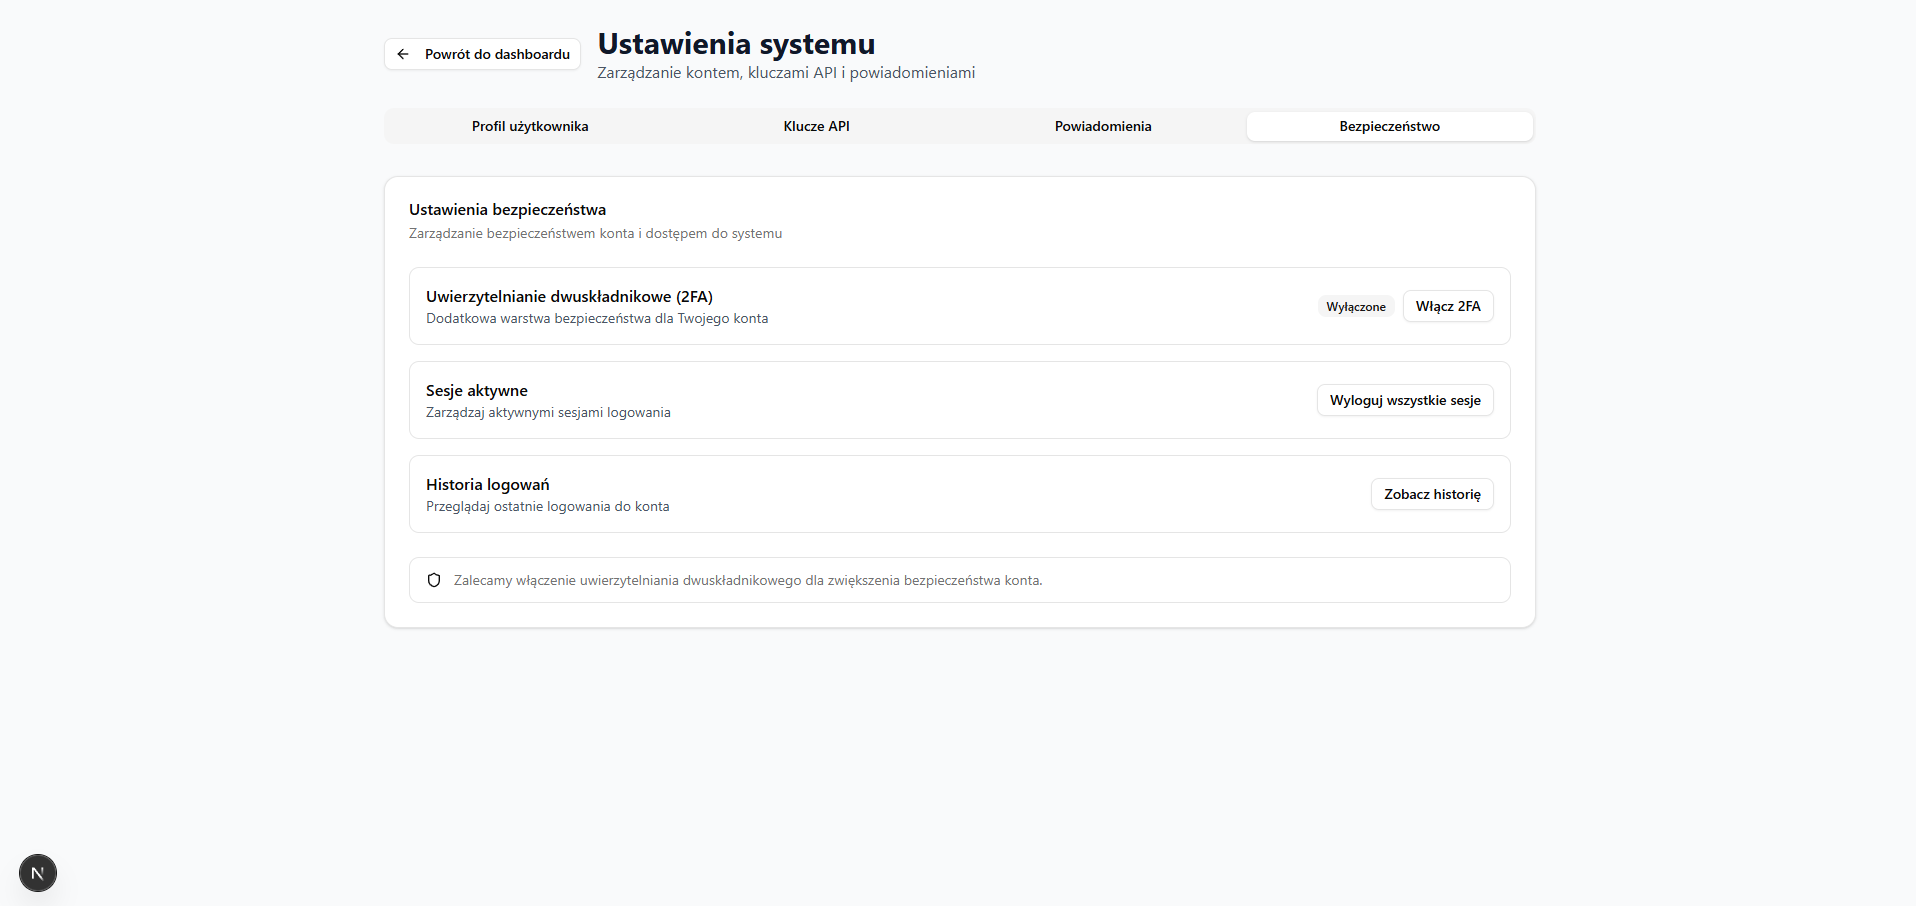 Powrót do dashboardu
Ustawienia systemu
Zarządzanie kontem, kluczami API i powiadomieniami
Profil użytkownika
Klucze API
Powiadomienia
Bezpieczeństwo
Ustawienia bezpieczeństwa
Zarządzanie bezpieczeństwem konta i dostępem do systemu
Uwierzytelnianie dwuskładnikowe (2FA)
Dodatkowa warstwa bezpieczeństwa dla Twojego konta
Wyłączone
Włącz 2FA
Sesje aktywne
Zarządzaj aktywnymi sesjami logowania
Wyloguj wszystkie sesje
Historia logowań
Przeglądaj ostatnie logowania do konta
Zobacz historię
Zalecamy włączenie uwierzytelniania dwuskładnikowego dla zwiększenia bezpieczeństwa konta.
N